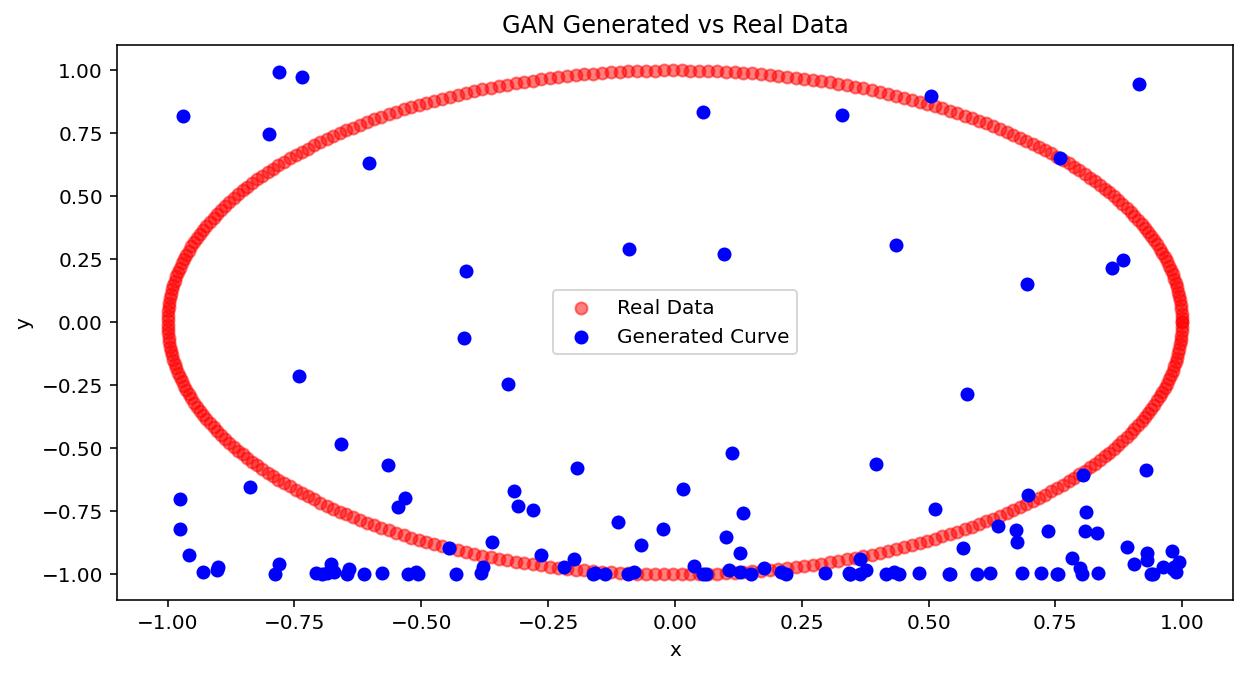 GAN Generated vs Real Data
1.00
0.75
0.50
0.25
0.00
−0.25
−0.50
−0.75
−1.00
y
Real Data
Generated Curve
−1.00 −0.75 −0.50 −0.25 0.00 0.25 0.50 0.75 1.00
x